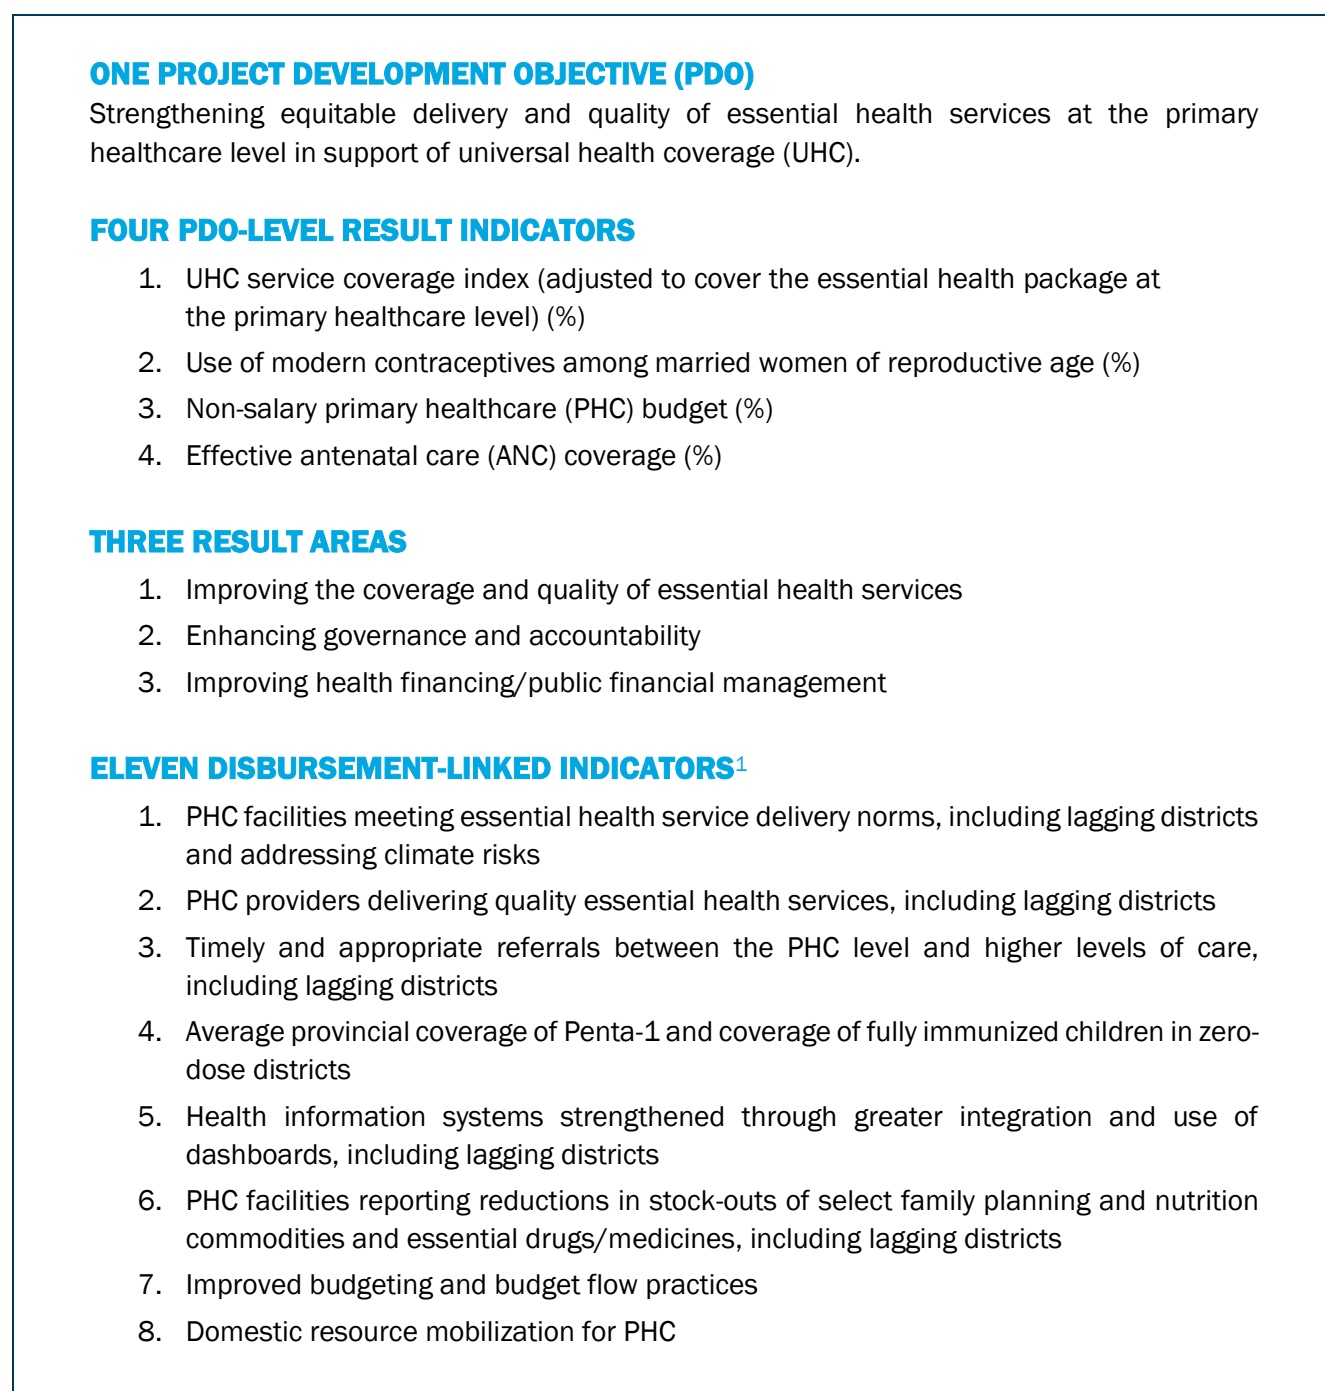 ONE PROJECT DEVELOPMENT OBJECTIVE (PDO)
Strengthening equitable delivery and quality of essential health services at the primary
healthcare level in support of universal health coverage (UHC).
FOUR PDO-LEVEL RESULT INDICATORS
1. UHC service coverage index (adjusted to cover the essential health package at
the primary healthcare level) (%)
2. Use of modern contraceptives among married women of reproductive age (%)
3. Non-salary primary healthcare (PHC) budget (%)
4. Effective antenatal care (ANC) coverage (%)
THREE RESULT AREAS
1. Improving the coverage and quality of essential health services
2. Enhancing governance and accountability
3. Improving health financing/public financial management
ELEVEN DISBURSEMENT-LINKED INDICATORS1
1. PHC facilities meeting essential health service delivery norms, including lagging districts
and addressing climate risks
2. PHC providers delivering quality essential health services, including lagging districts
3. Timely and appropriate referrals between the PHC level and higher levels of care,
including lagging districts
4. Average provincial coverage of Penta-1 and coverage of fully immunized children in zero-
dose districts
5. Health information systems strengthened through greater integration and use of
dashboards, including lagging districts
6. PHC facilities reporting reductions in stock-outs of select family planning and nutrition
commodities and essential drugs/medicines, including lagging districts
7. Improved budgeting and budget flow practices
8. Domestic resource mobilization for PHC